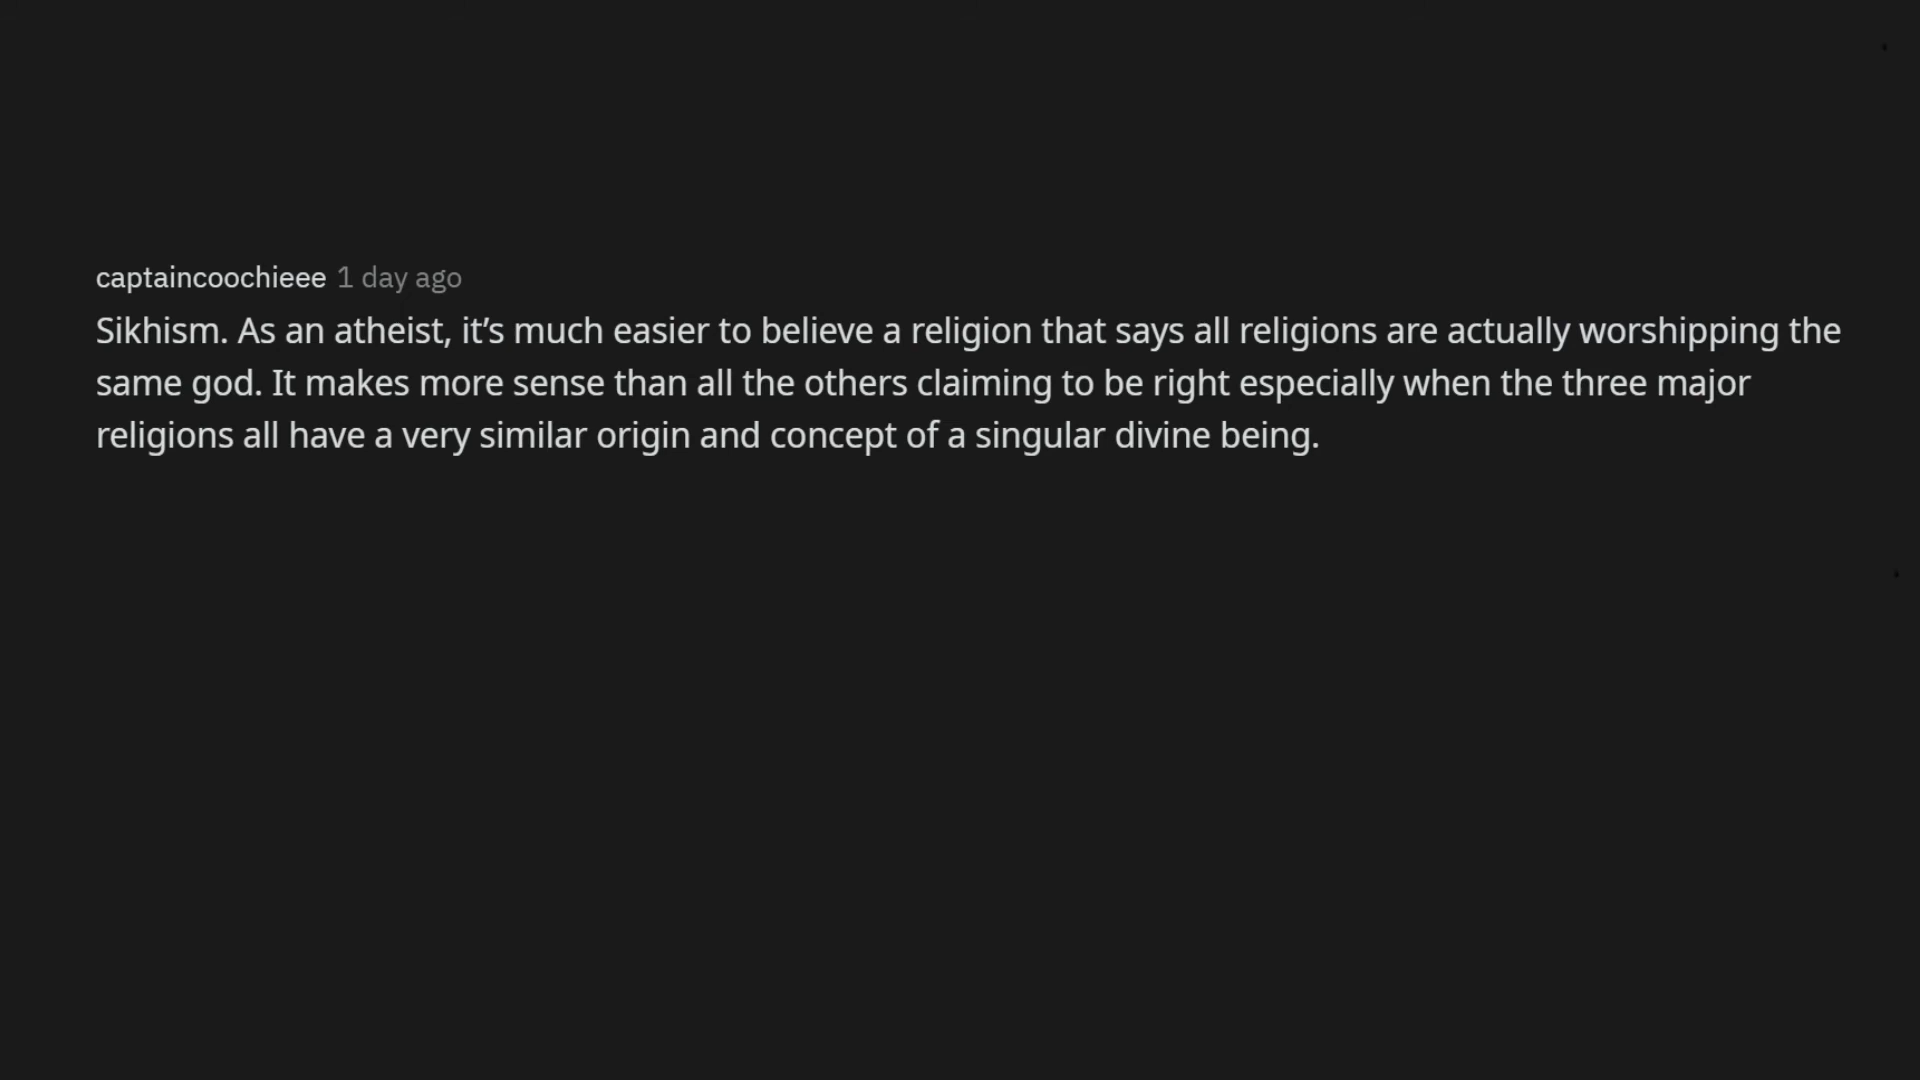 captaincoochieee 1 day ago
Sikhism. As an atheist, it’s much easier to believe a religion that says all religions are actually worshipping the
same god. It makes more sense than all the others claiming to be right especially when the three major
religions all have a very similar origin and concept of a singular divine being.